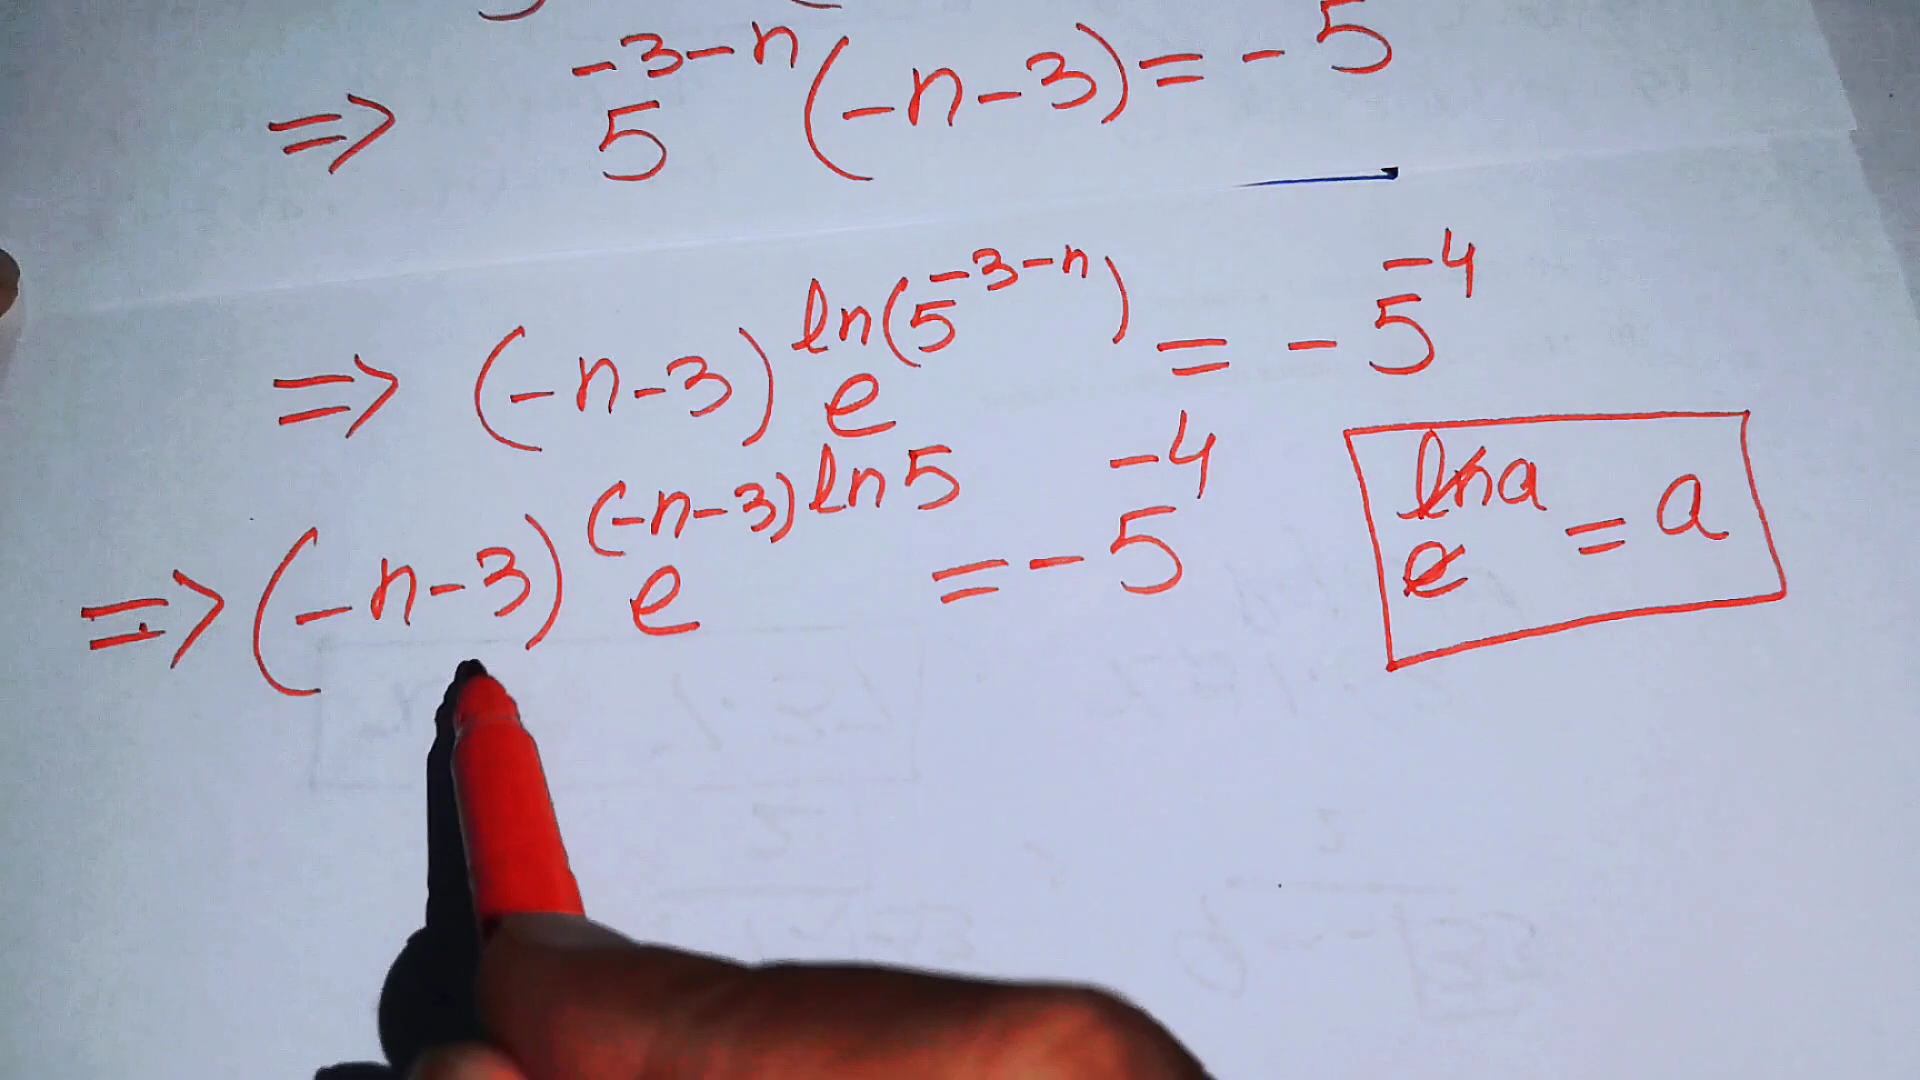 => 5^{-3-n} (-n-3) = - 5
=> (-n-3) e^{ln(5^{-3-n})} = - 5^{-4}
=> (-n-3) e^{(-n-3) ln 5} = - 5^{-4}
e^{ln a} = a